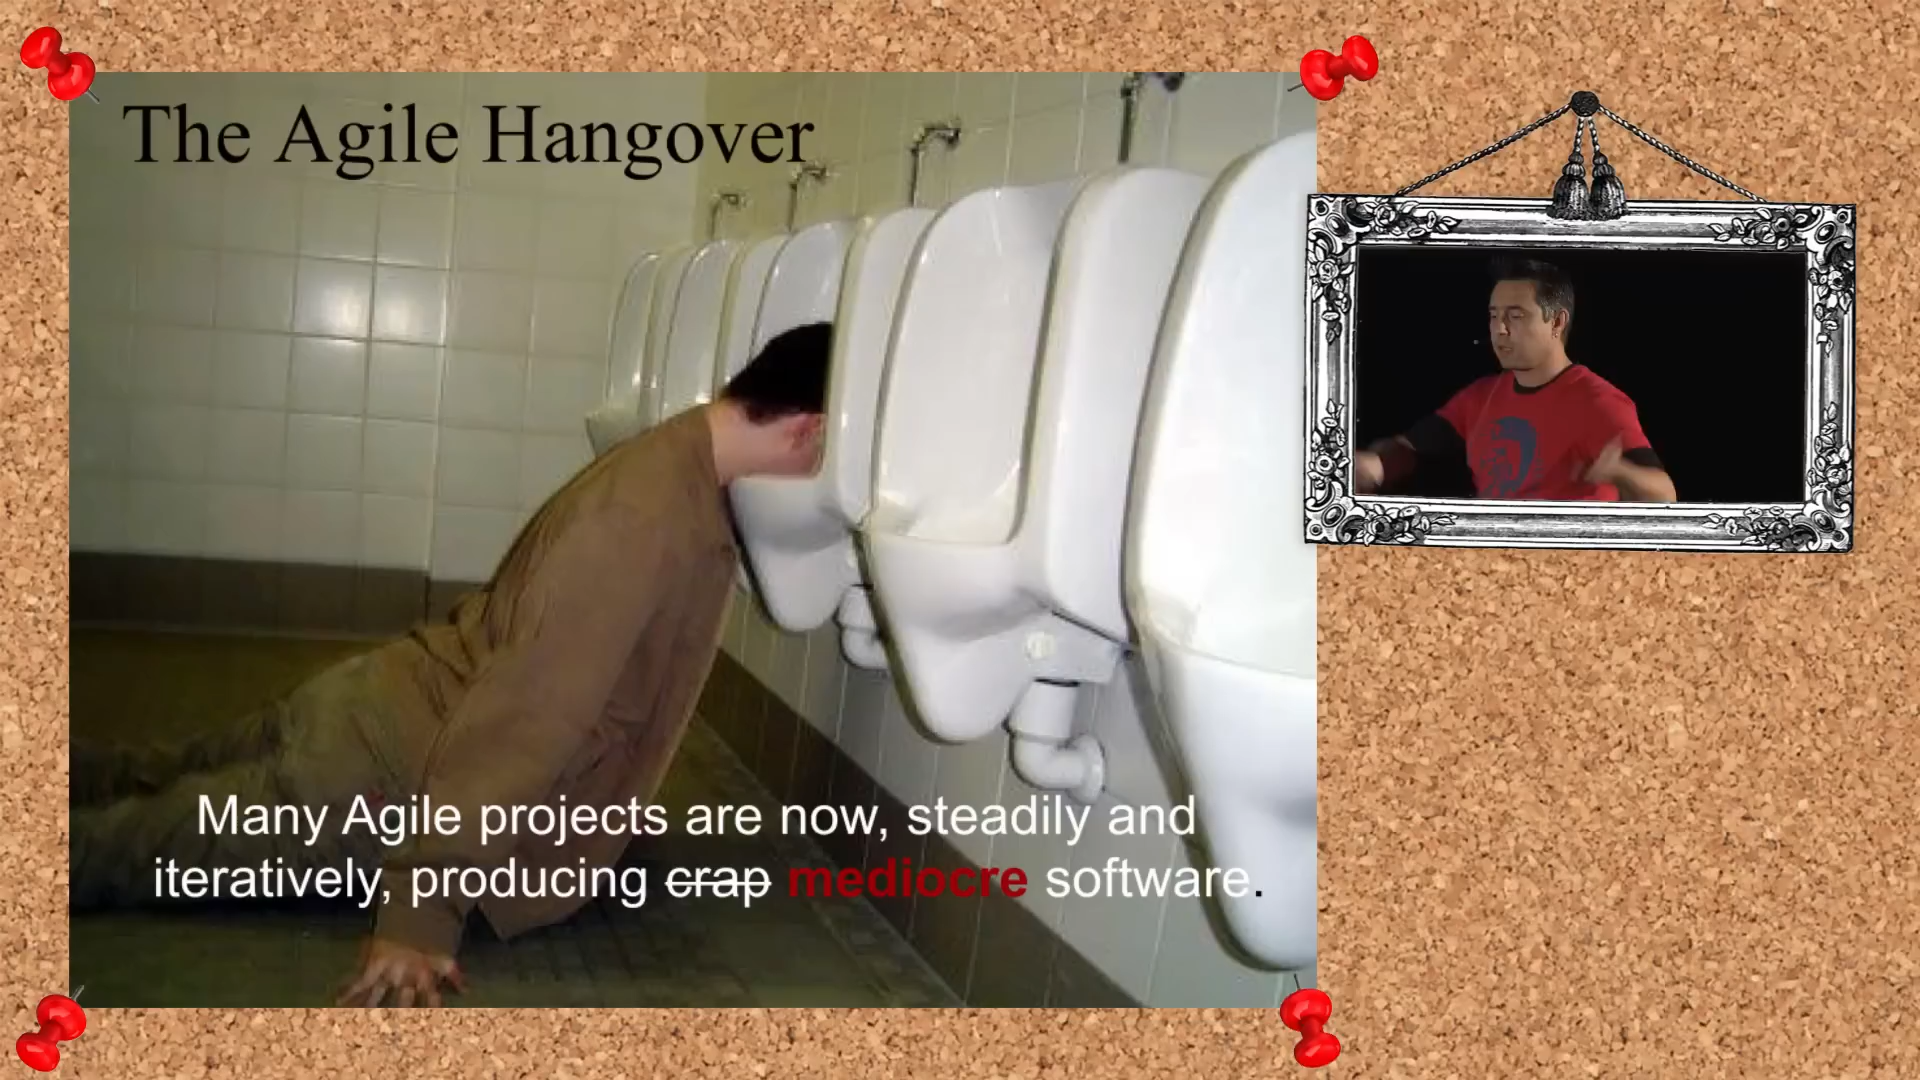 The Agile Hangover
Many Agile projects are now, steadily and
iteratively, producing crap mediocre software.